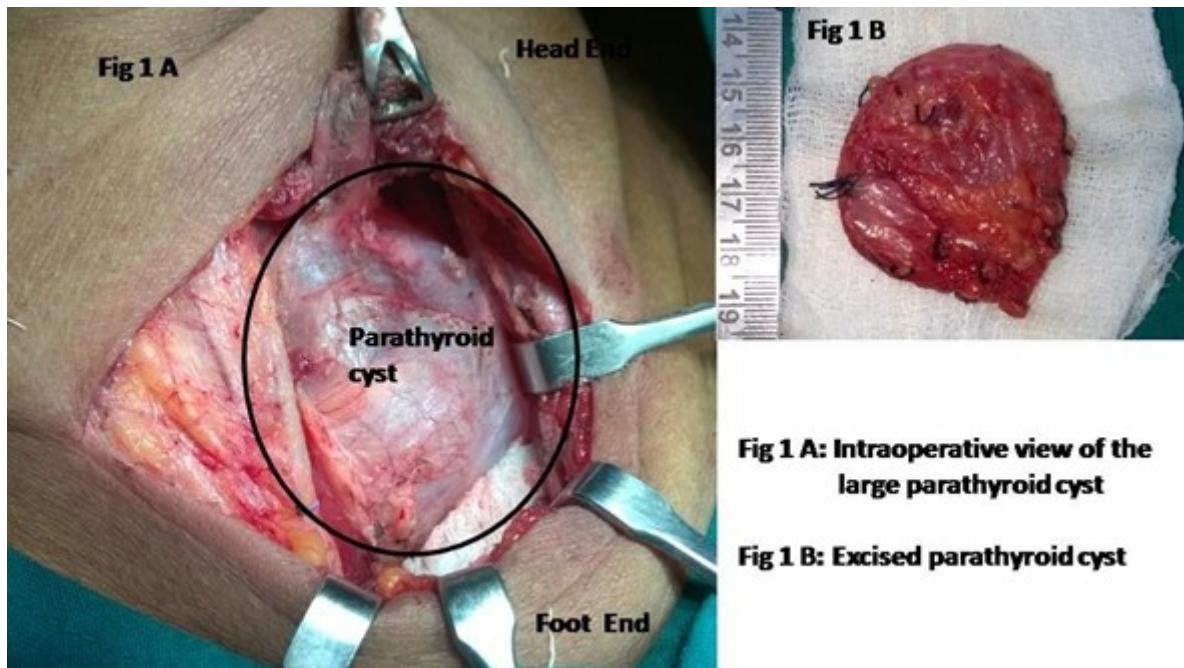 Fig 1 A
Head End
Parathyroid
cyst
Foot End
Fig 1 B
14
15
16
17
18
19
Fig 1 A: Intraoperative view of the
large parathyroid cyst
Fig 1 B: Excised parathyroid cyst